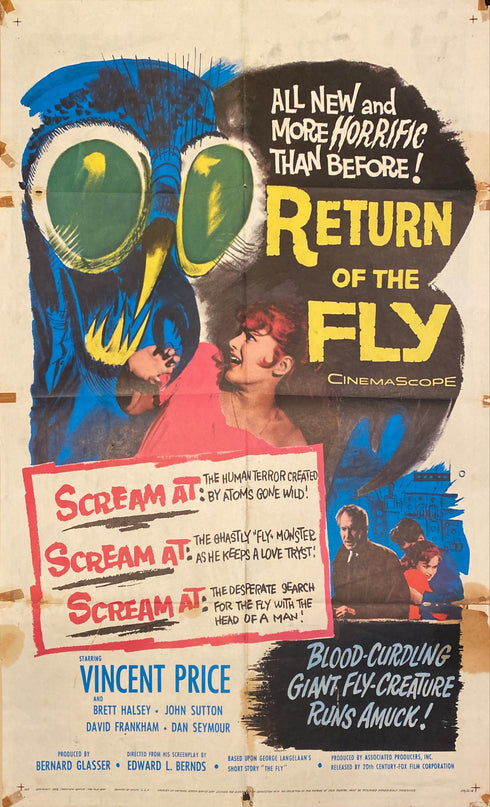 ALL NEW and
MORE HORRIFIC
THAN BEFORE!
RETURN
OF THE
FLY
CINEMASCOPE
SCREAM AT: THE HUMAN TERROR CREATED
BY ATOMS GONE WILD!
SCREAM AT: THE GHASTLY "FLY" MONSTER
AS HE KEEPS A LOVE TRYST!
SCREAM AT: THE DESPERATE SEARCH
FOR THE FLY WITH THE
HEAD OF A MAN!
BLOOD-CURDLING
GIANT FLY-CREATURE
RUNS AMUCK!
STARRING
VINCENT PRICE
AND
BRETT HALSEY • JOHN SUTTON
DAVID FRANKHAM • DAN SEYMOUR
PRODUCED BY
BERNARD GLASSER •
DIRECTED FROM HIS SCREENPLAY BY
EDWARD L. BERNDS •
BASED UPON GEORGE LANGELAAN'S
SHORT STORY "THE FLY" •
PRODUCED BY ASSOCIATED PRODUCERS, INC.
RELEASED BY 20th CENTURY-FOX FILM CORPORATION